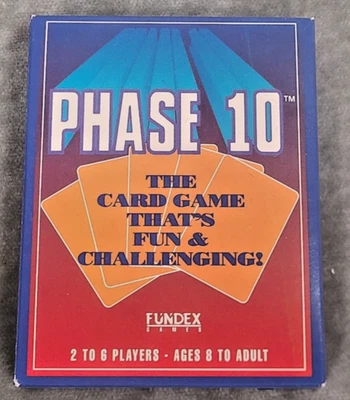 PHASE 10™
THE
CARD GAME
THAT'S
FUN &
CHALLENGING!
FUNDEX
GAMES
2 TO 6 PLAYERS - AGES 8 TO ADULT